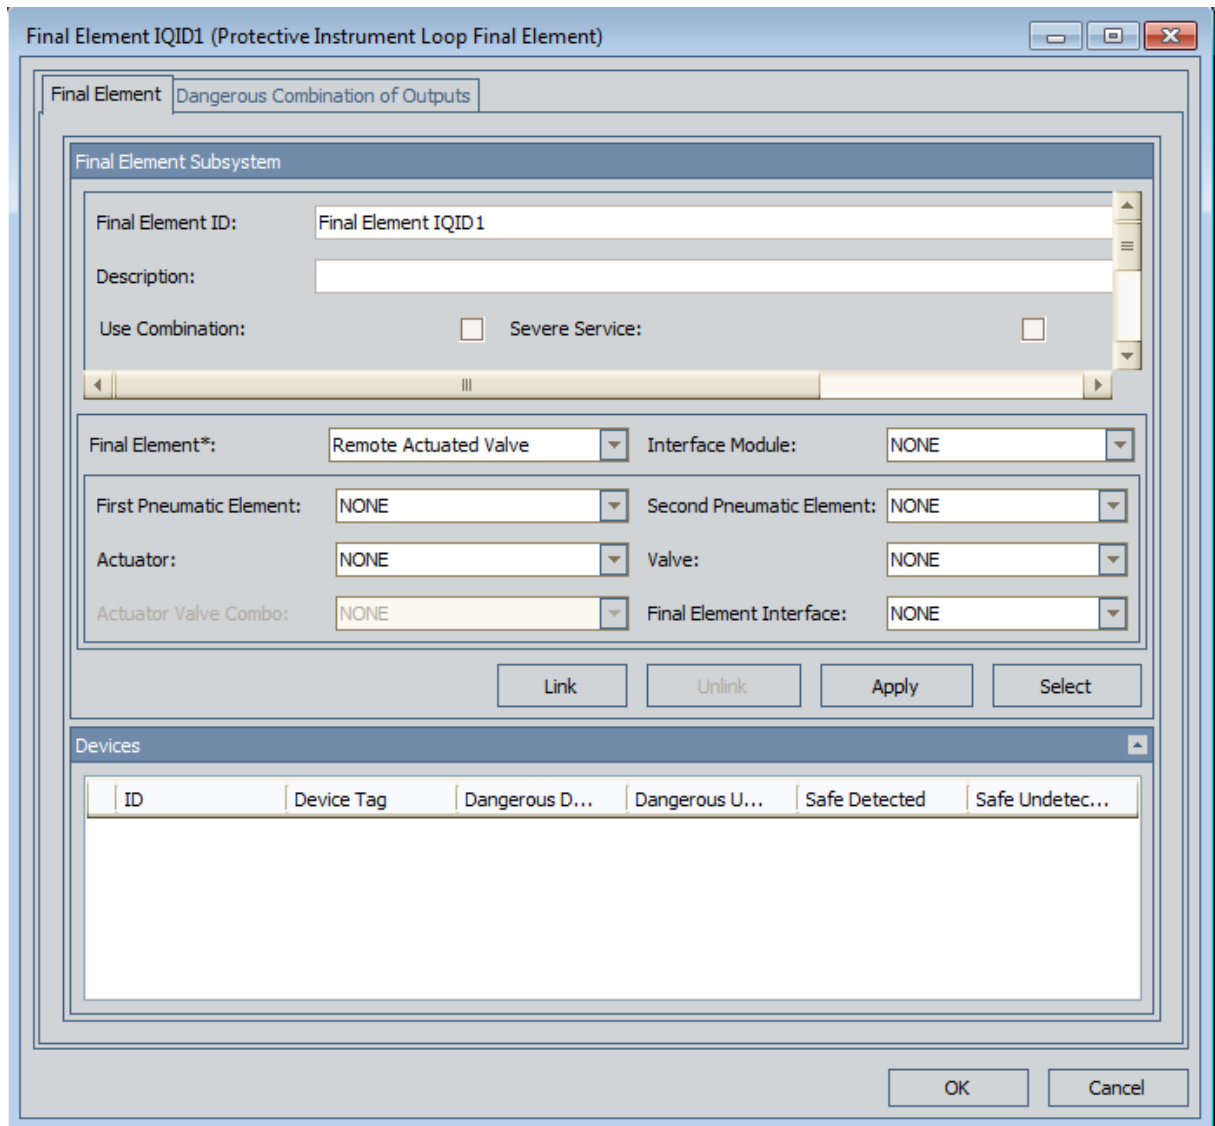 Final Element IQID1 (Protective Instrument Loop Final Element)
Final Element Dangerous Combination of Outputs
Final Element Subsystem
Final Element ID: Final Element IQID1
Description:
Use Combination: Severe Service:
Final Element*: Remote Actuated Valve Interface Module: NONE
First Pneumatic Element: NONE Second Pneumatic Element: NONE
Actuator: NONE Valve: NONE
Actuator Valve Combo: NONE Final Element Interface: NONE
Link Unlink Apply Select
Devices
ID Device Tag Dangerous D... Dangerous U... Safe Detected Safe Undetec...
OK Cancel